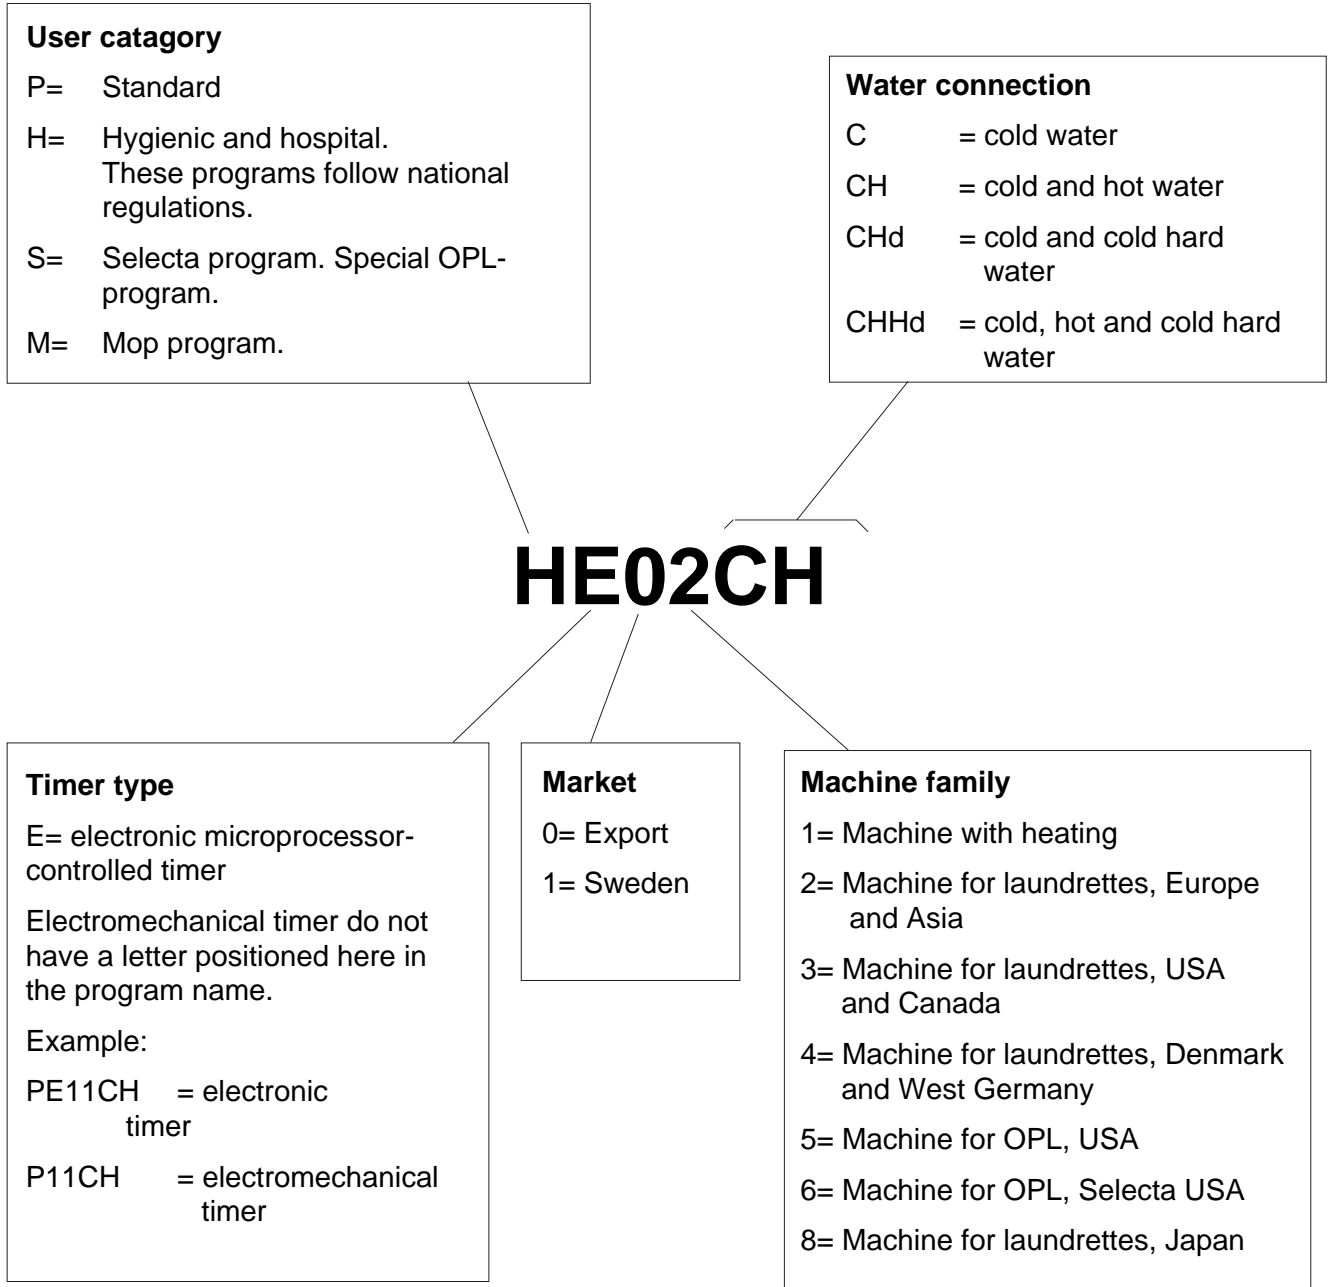 User catagory
P= Standard
H= Hygienic and hospital.
These programs follow national
regulations.
S= Selecta program. Special OPL-
program.
M= Mop program.
Water connection
C = cold water
CH = cold and hot water
CHd = cold and cold hard
water
CHHd = cold, hot and cold hard
water
HE02CH
Timer type
E= electronic microprocessor-
controlled timer
Electromechanical timer do not
have a letter positioned here in
the program name.
Example:
PE11CH = electronic
timer
P11CH = electromechanical
timer
Market
0= Export
1= Sweden
Machine family
1= Machine with heating
2= Machine for laundrettes, Europe
and Asia
3= Machine for laundrettes, USA
and Canada
4= Machine for laundrettes, Denmark
and West Germany
5= Machine for OPL, USA
6= Machine for OPL, Selecta USA
8= Machine for laundrettes, Japan